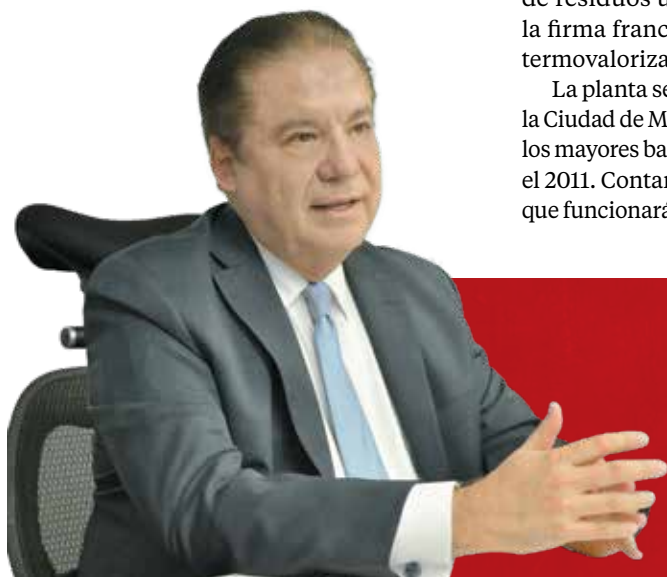 de residuos u
la firma franc
termovaloriza
La planta se
la Ciudad de M
los mayores ba
el 2011. Contar
que funcionará